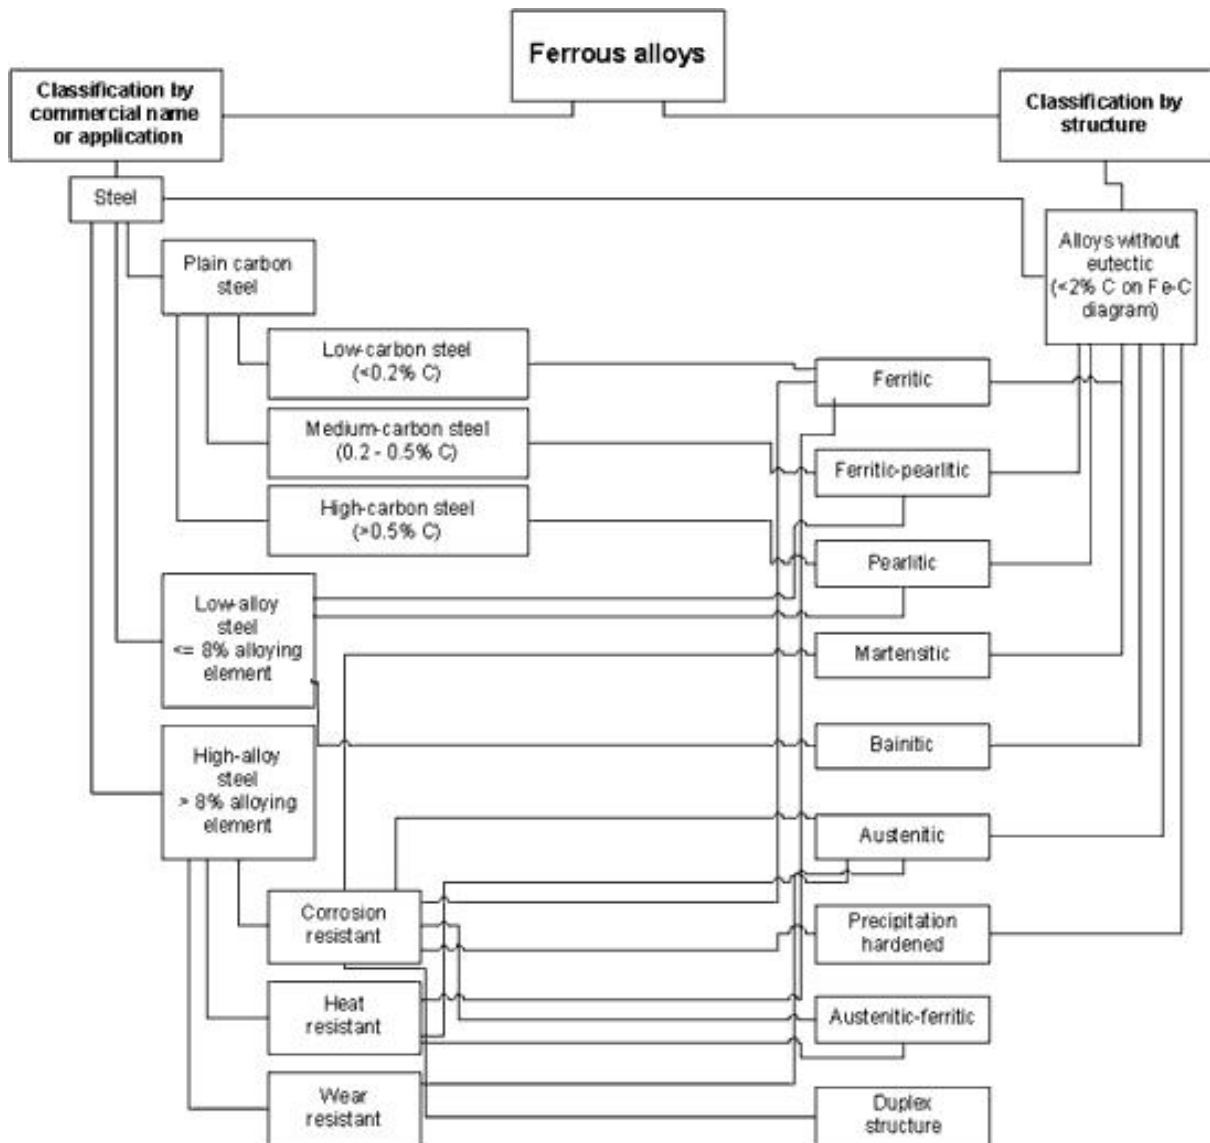 Ferrous alloys
Classification by
commercial name
or application
Classification by
structure
Steel
Alloys without
eutectic
(<2% C on Fe-C
diagram)
Plain carbon
steel
Low-carbon steel
(<0.2% C)
Ferritic
Medium-carbon steel
(0.2 - 0.5% C)
Ferritic-pearlitic
High-carbon steel
(>0.5% C)
Pearlitic
Low-alloy
steel
<= 8% alloying
element
Martensitic
Bainitic
High-alloy
steel
> 8% alloying
element
Austenitic
Corrosion
resistant
Precipitation
hardened
Heat
resistant
Austenitic-ferritic
Wear
resistant
Duplex
structure